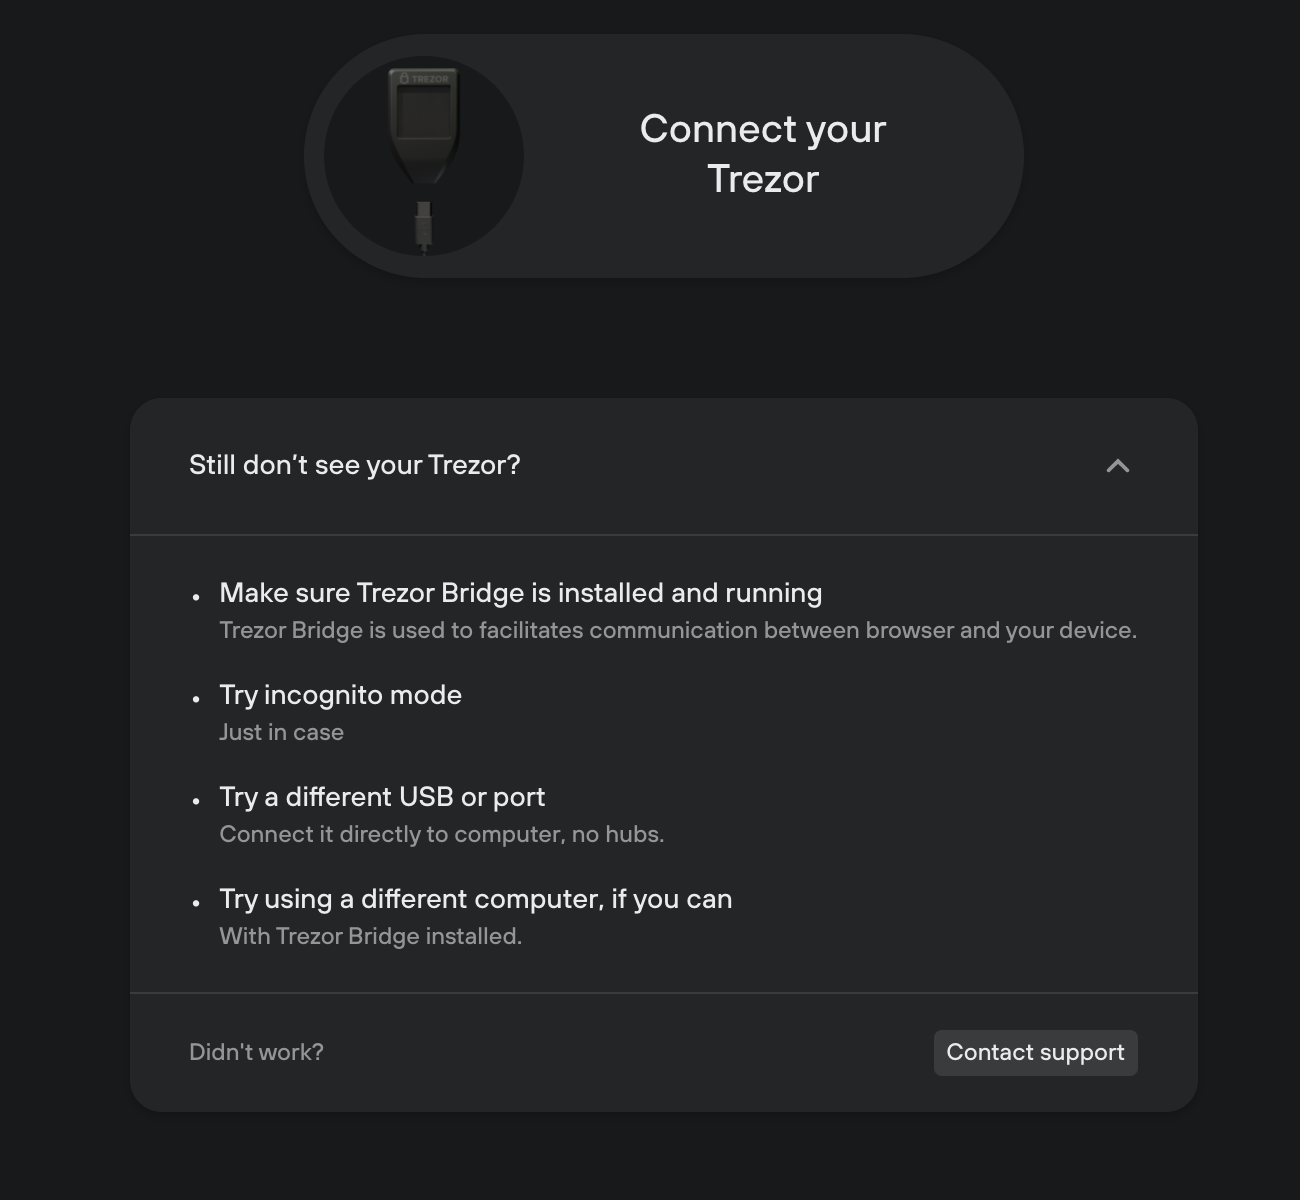 TREZOR
Connect your
Trezor
Still don’t see your Trezor?
• Make sure Trezor Bridge is installed and running
Trezor Bridge is used to facilitates communication between browser and your device.
• Try incognito mode
Just in case
• Try a different USB or port
Connect it directly to computer, no hubs.
• Try using a different computer, if you can
With Trezor Bridge installed.
Didn't work?
Contact support